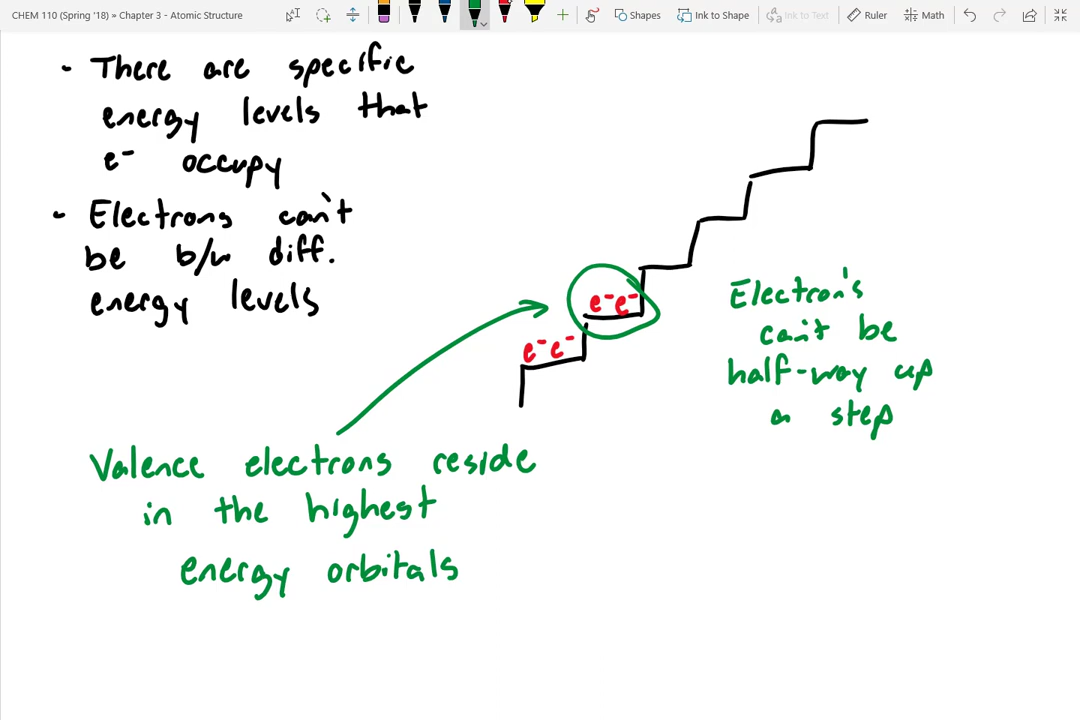 CHEM 110 (Spring '18) » Chapter 3 - Atomic Structure
Shapes
Ink to Shape
Ink to Text
Ruler
Math
- There are specific
energy levels that
e⁻ occupy
- Electrons can't
be b/w diff.
energy levels
e⁻e⁻
e⁻e⁻
Electron's
can't be
half-way up
a step
Valence electrons reside
in the highest
energy orbitals